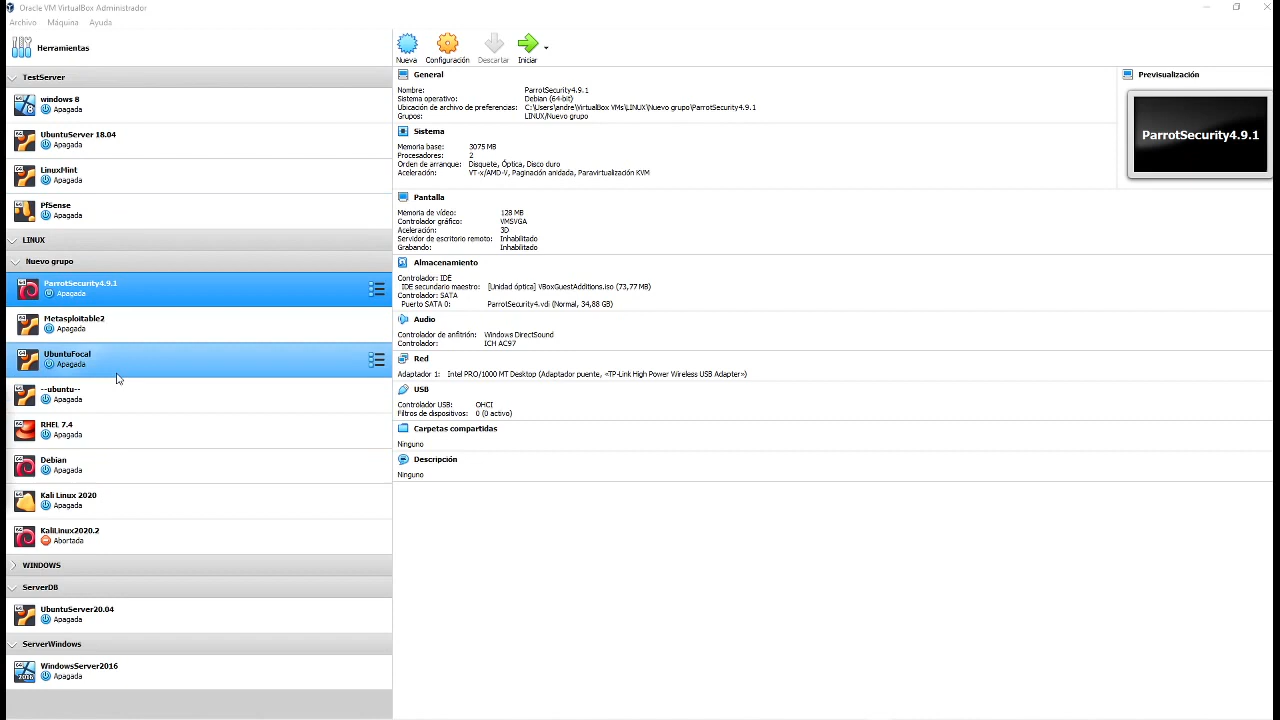 Oracle VM VirtualBox Administrador
Archivo Máquina Ayuda
Herramientas
TestServer
windows 8
Apagada
UbuntuServer 18.04
Apagada
LinuxMint
Apagada
PfSense
Apagada
LINUX
Nuevo grupo
ParrotSecurity4.9.1
Apagada
Metasploitable2
Apagada
UbuntuFocal
Apagada
--ubuntu--
Apagada
RHEL 7.4
Apagada
Debian
Apagada
Kali Linux 2020
Apagada
KaliLinux2020.2
Abortada
WINDOWS
ServerDB
UbuntuServer20.04
Apagada
ServerWindows
WindowsServer2016
Apagada
Nueva Configuración Descartar Iniciar
General
Nombre: ParrotSecurity4.9.1
Sistema operativo: Debian (64-bit)
Ubicación de archivo de preferencias: C:\Users\andre\VirtualBox VMs\LINUX\Nuevo grupo\ParrotSecurity4.9.1
Grupos: LINUX/Nuevo grupo
Sistema
Memoria base: 3075 MB
Procesadores: 2
Orden de arranque: Disquete, Óptica, Disco duro
Aceleración: VT-x/AMD-V, Paginación anidada, Paravirtualización KVM
Pantalla
Memoria de vídeo: 128 MB
Controlador gráfico: VMSVGA
Aceleración: 3D
Servidor de escritorio remoto: Inhabilitado
Grabando: Inhabilitado
Almacenamiento
Controlador: IDE
IDE secundario maestro: [Unidad óptica] VBoxGuestAdditions.iso (73,77 MB)
Controlador: SATA
Puerto SATA 0: ParrotSecurity4.vdi (Normal, 34,88 GB)
Audio
Controlador de anfitrión: Windows DirectSound
Controlador: ICH AC97
Red
Adaptador 1: Intel PRO/1000 MT Desktop (Adaptador puente, «TP-Link High Power Wireless USB Adapter»)
USB
Controlador USB: OHCI
Filtros de dispositivos: 0 (0 activo)
Carpetas compartidas
Ninguno
Descripción
Ninguno
Previsualización
ParrotSecurity4.9.1